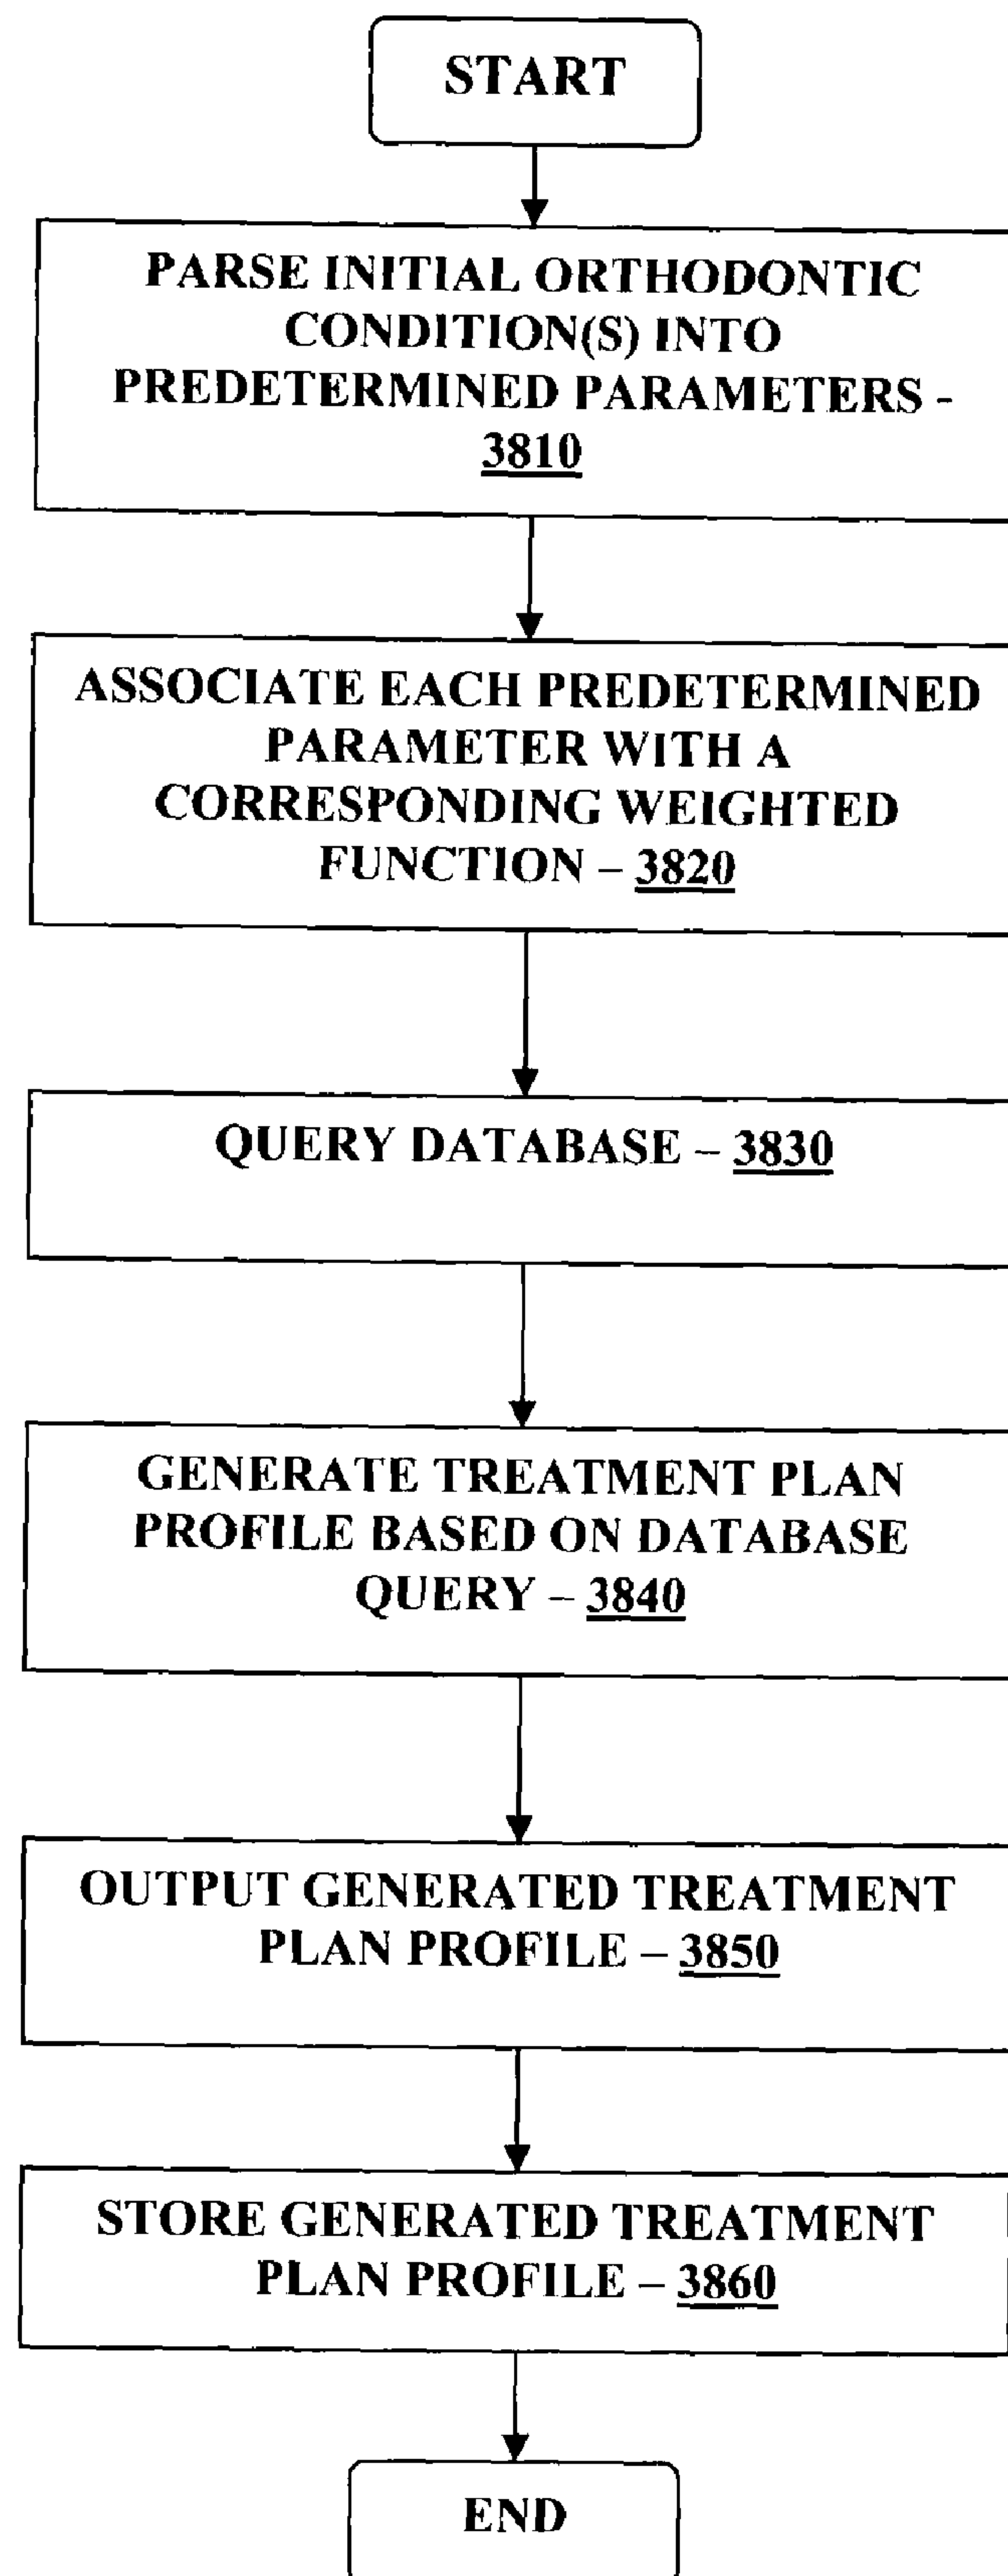 START
PARSE INITIAL ORTHODONTIC
CONDITION(S) INTO
PREDETERMINED PARAMETERS -
3810
ASSOCIATE EACH PREDETERMINED
PARAMETER WITH A
CORRESPONDING WEIGHTED
FUNCTION – 3820
QUERY DATABASE – 3830
GENERATE TREATMENT PLAN
PROFILE BASED ON DATABASE
QUERY – 3840
OUTPUT GENERATED TREATMENT
PLAN PROFILE – 3850
STORE GENERATED TREATMENT
PLAN PROFILE – 3860
END